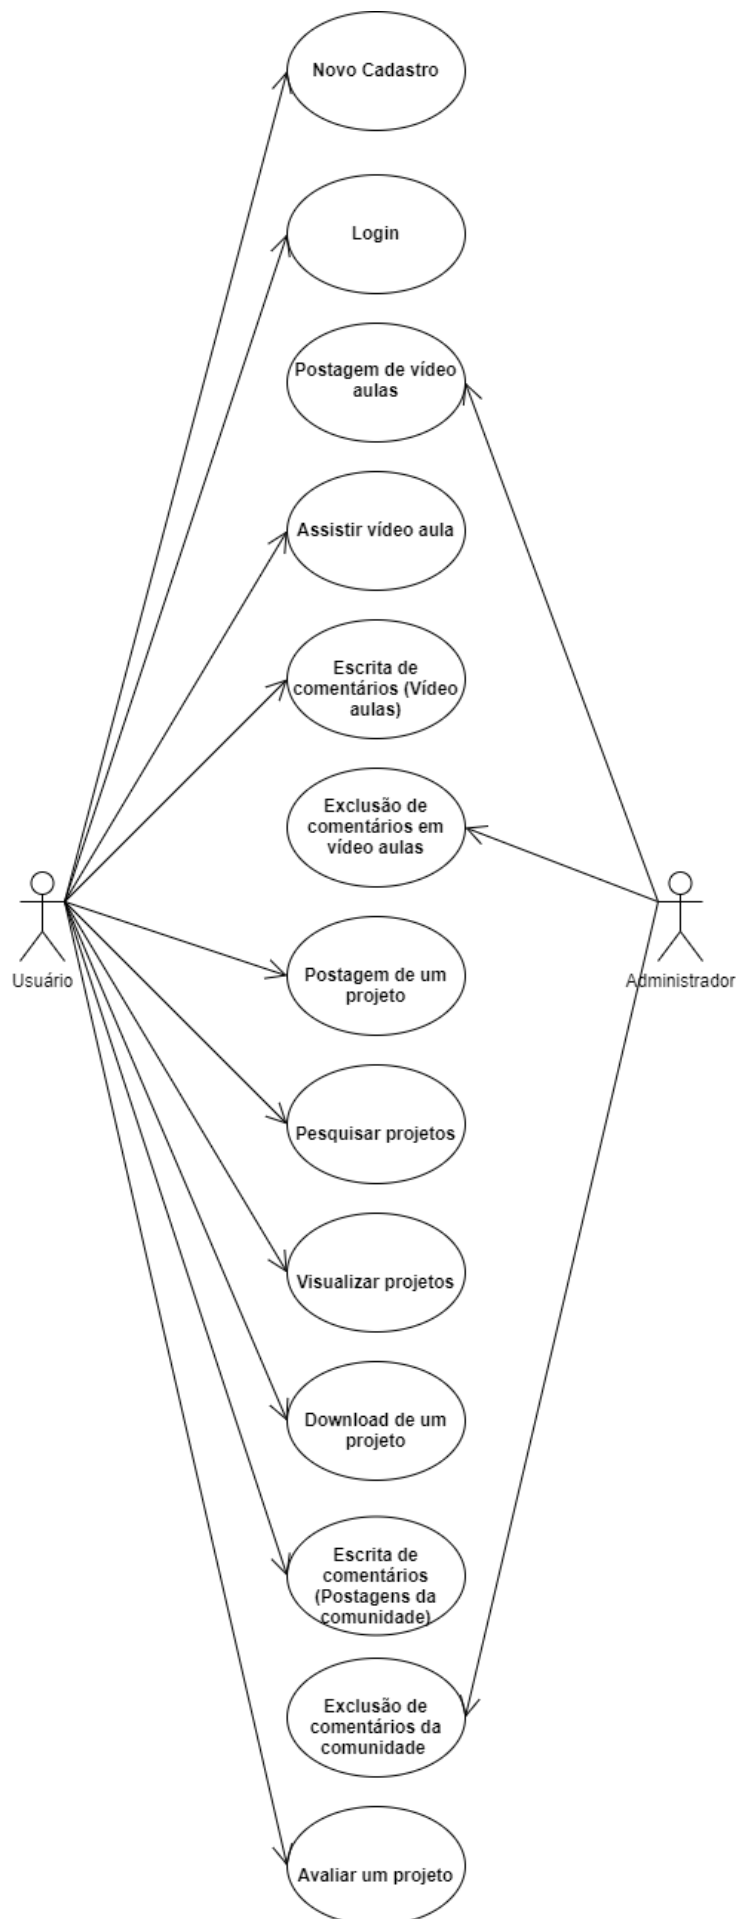 Novo Cadastro
Login
Postagem de vídeo
aulas
Assistir vídeo aula
Escrita de
comentários (Vídeo
aulas)
Exclusão de
comentários em
vídeo aulas
Usuário
Administrador
Postagem de um
projeto
Pesquisar projetos
Visualizar projetos
Download de um
projeto
Escrita de
comentários
(Postagens da
comunidade)
Exclusão de
comentários da
comunidade
Avaliar um projeto